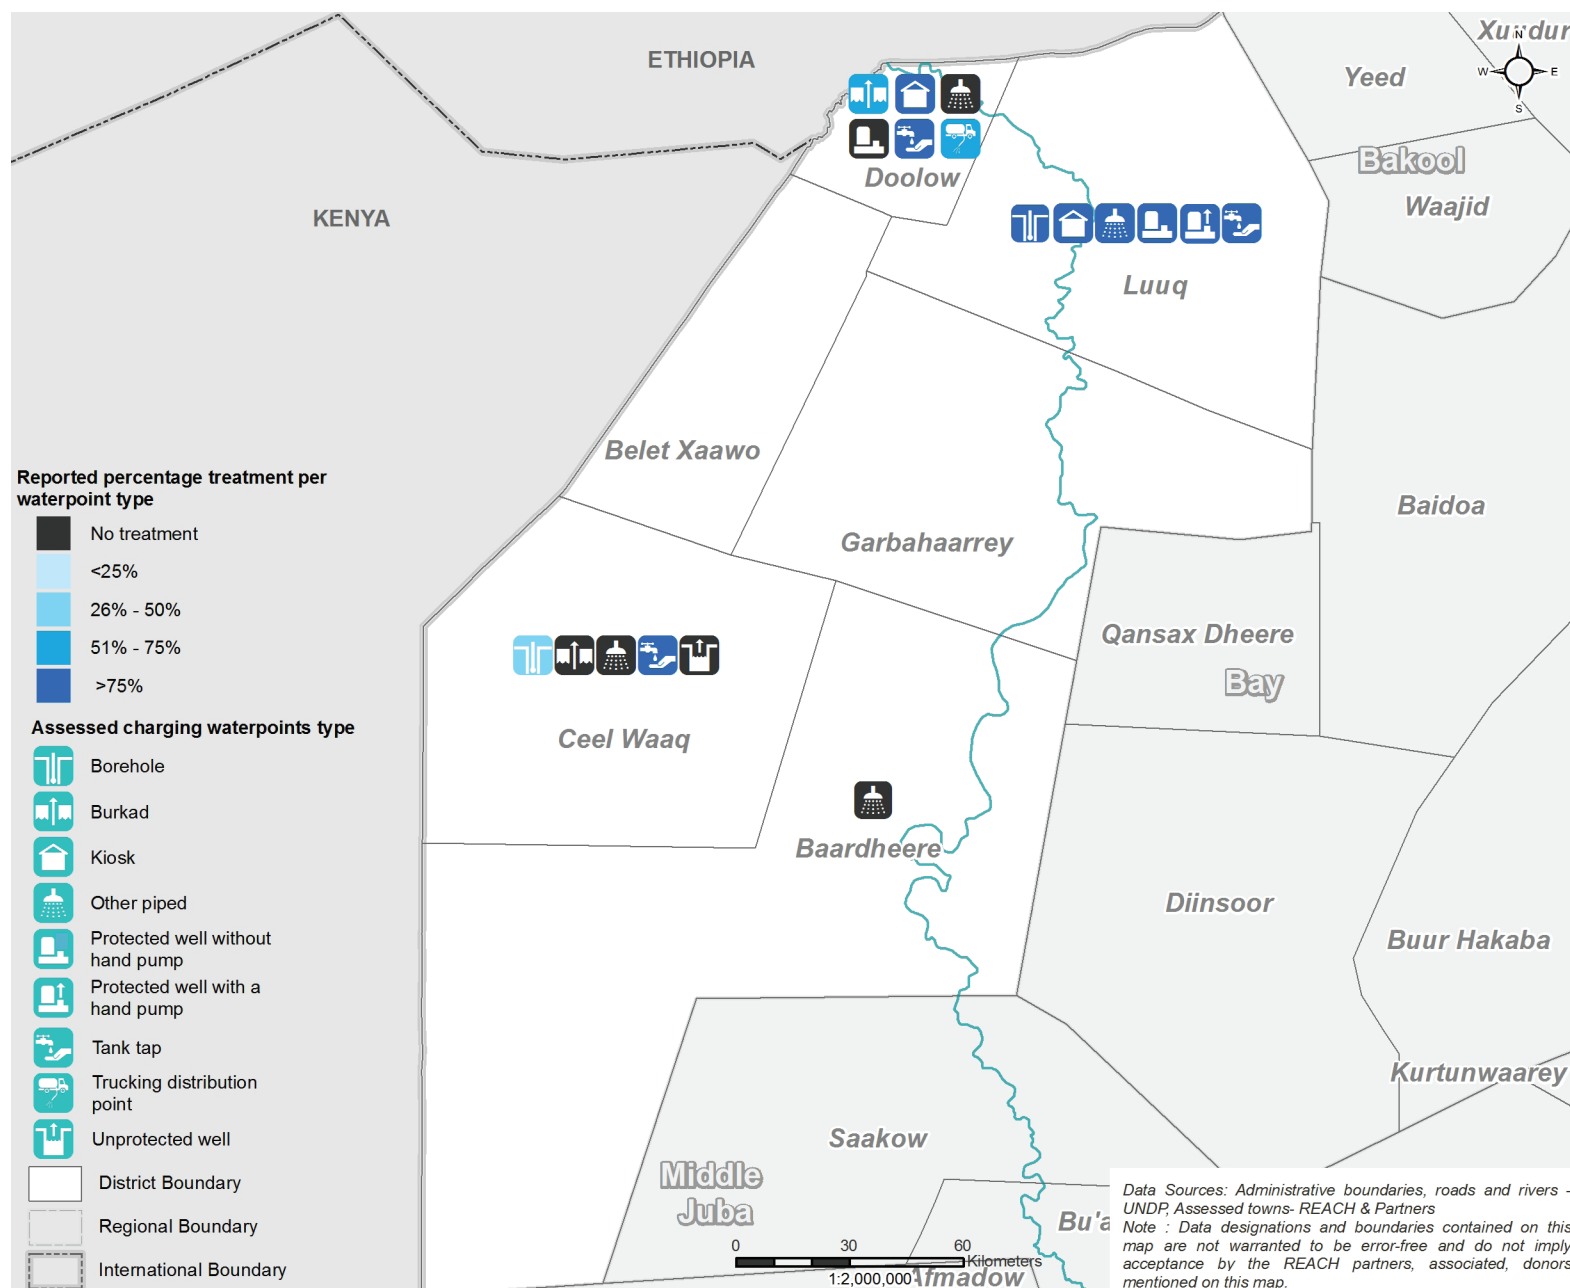 ETHIOPIA
KENYA
Xuudur
N
W
E
S
Yeed
Bakool
Waajid
Doolow
Luuq
Belet Xaawo
Garbahaarrey
Baidoa
Qansax Dheere
Bay
Ceel Waaq
Baardheere
Diinsoor
Buur Hakaba
Kurtunwaarey
Saakow
Middle
Juba
Bu'a
Afmadow
Reported percentage treatment per
waterpoint type
No treatment
<25%
26% - 50%
51% - 75%
>75%
Assessed charging waterpoints type
Borehole
Burkad
Kiosk
Other piped
Protected well without
hand pump
Protected well with a
hand pump
Tank tap
Trucking distribution
point
Unprotected well
District Boundary
Regional Boundary
International Boundary
0 30 60
Kilometers
1:2,000,000
Data Sources: Administrative boundaries, roads and rivers -
UNDP, Assessed towns- REACH & Partners
Note : Data designations and boundaries contained on this
map are not warranted to be error-free and do not imply
acceptance by the REACH partners, associated, donors
mentioned on this map.